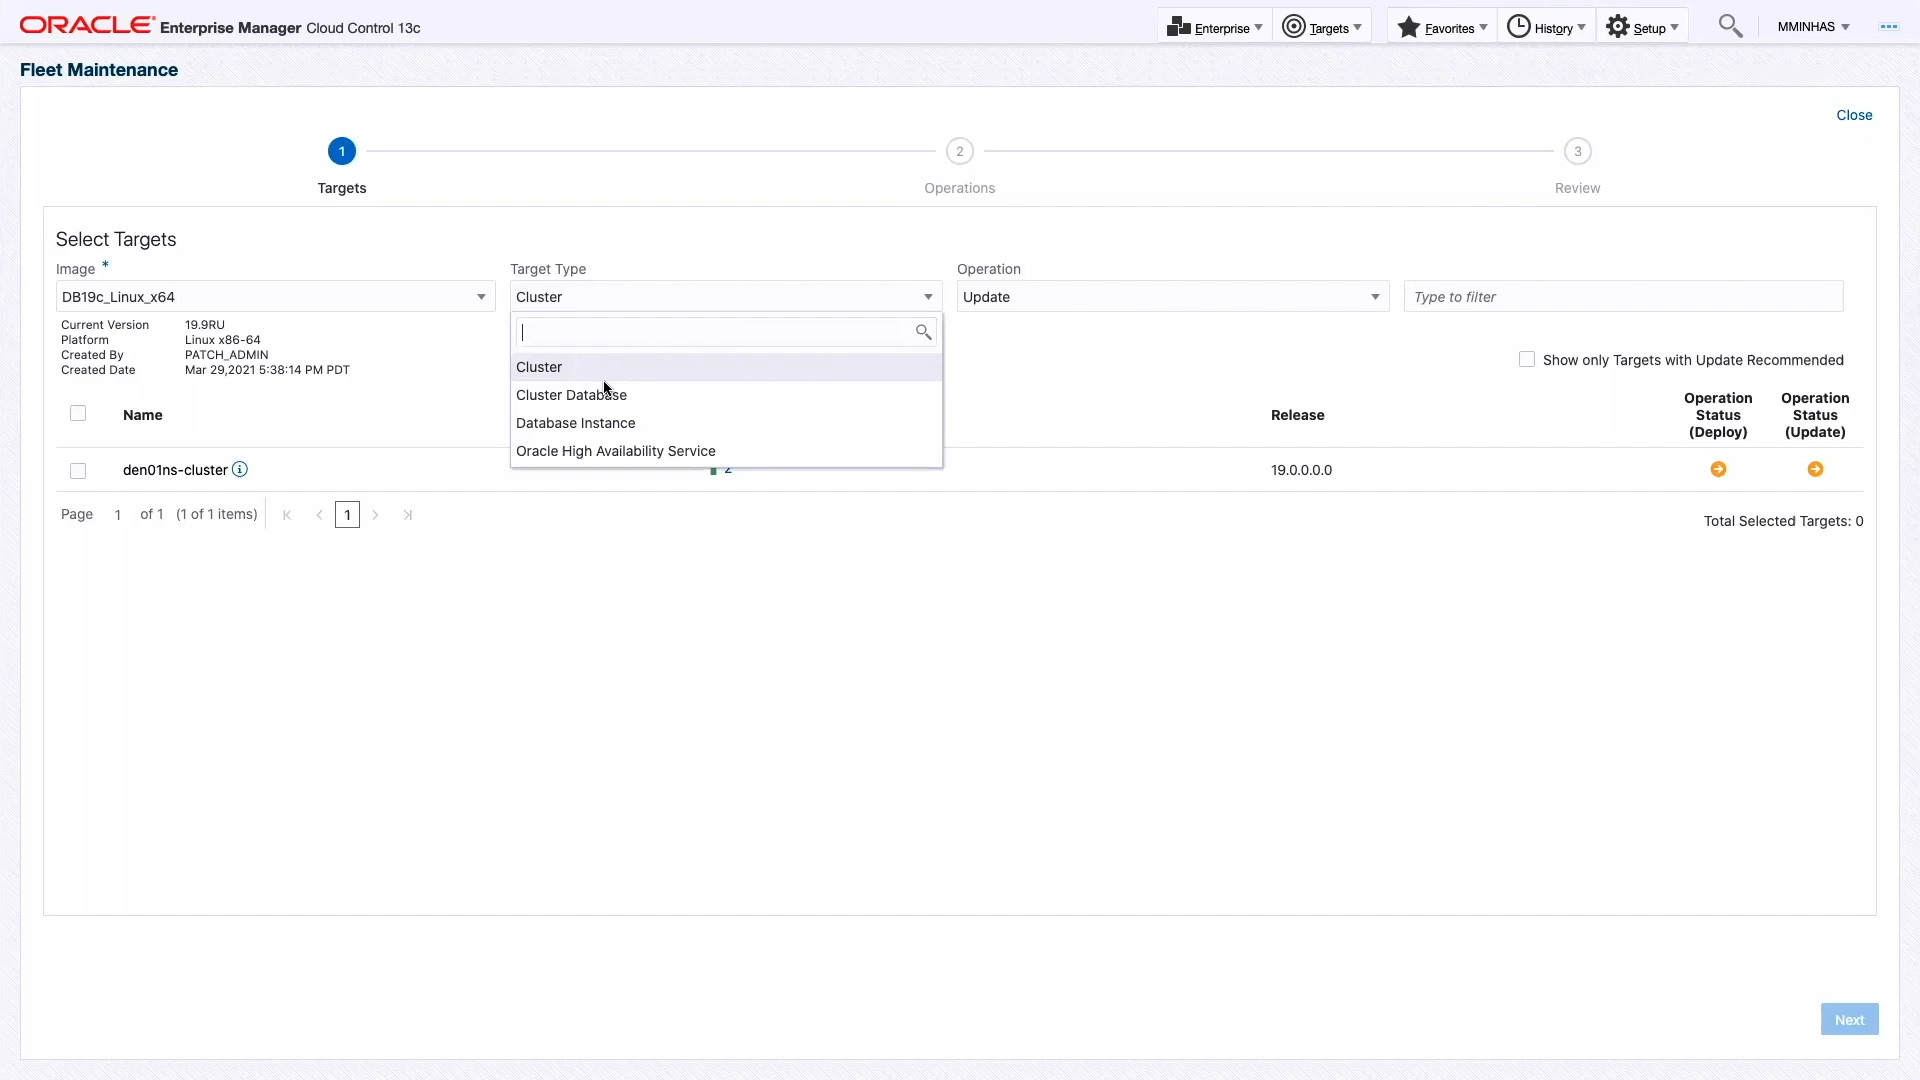 ORACLE Enterprise Manager Cloud Control 13c
Enterprise
Targets
Favorites
History
Setup
MMINHAS
Fleet Maintenance
Close
1
2
3
Targets
Operations
Review
Select Targets
Image *
Target Type
Operation
DB19c_Linux_x64
Cluster
Update
Type to filter
Current Version 19.9RU
Platform Linux x86-64
Created By PATCH_ADMIN
Created Date Mar 29,2021 5:38:14 PM PDT
Cluster
Cluster Database
Database Instance
Oracle High Availability Service
Show only Targets with Update Recommended
Name
Release
Operation Status (Deploy)
Operation Status (Update)
den01ns-cluster
2
19.0.0.0.0
Page 1 of 1 (1 of 1 items)
1
Total Selected Targets: 0
Next